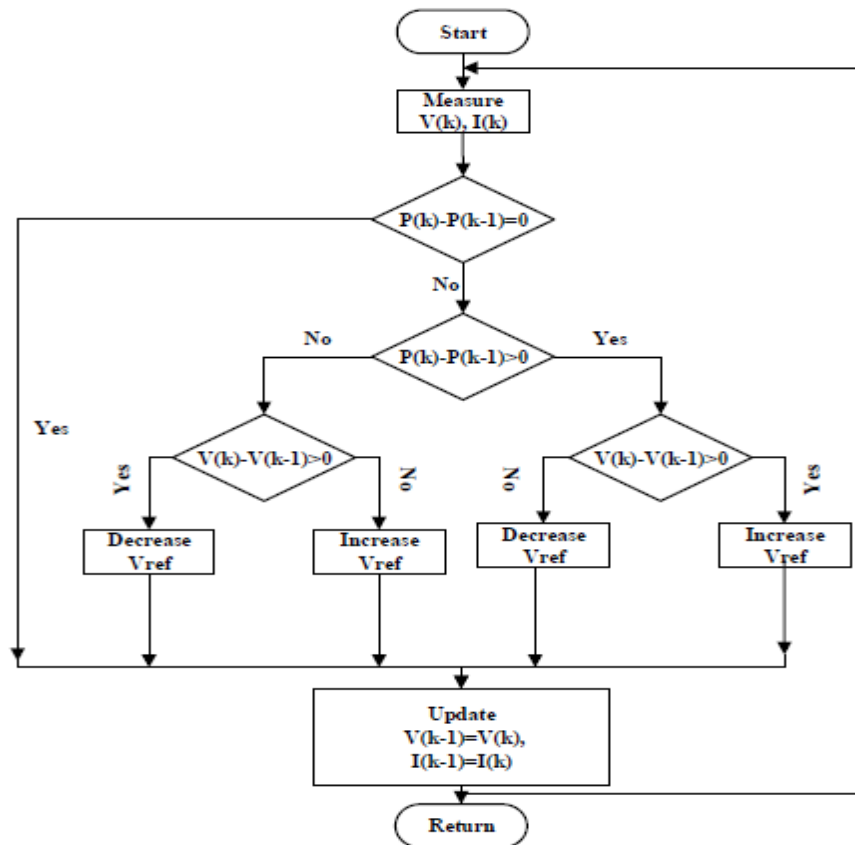 Start
Measure
V(k), I(k)
P(k)-P(k-1)=0
No
No
P(k)-P(k-1)>0
Yes
Yes
V(k)-V(k-1)>0
V(k)-V(k-1)>0
Yes
No
No
Yes
Decrease
Vref
Increase
Vref
Decrease
Vref
Increase
Vref
Update
V(k-1)=V(k),
I(k-1)=I(k)
Return